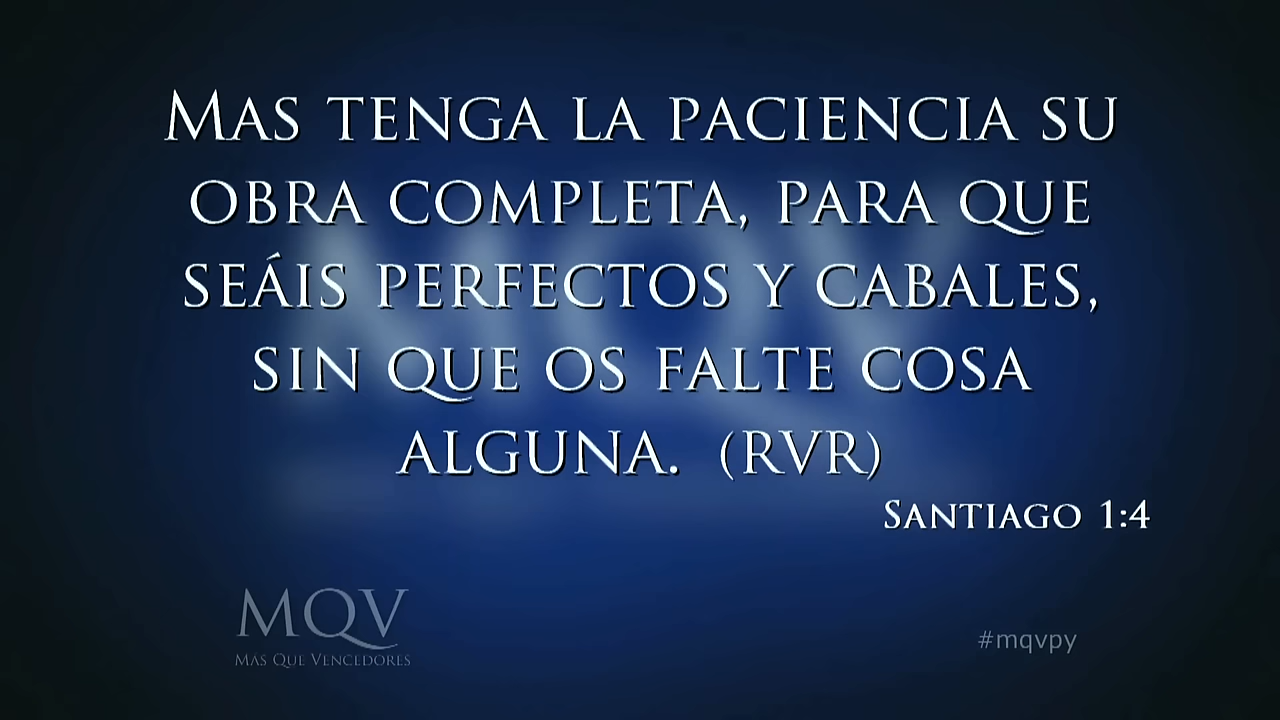 Mas tenga la paciencia su
obra completa, para que
seáis perfectos y cabales,
sin que os falte cosa
alguna. (RVR)
Santiago 1:4
MQV
Más Que Vencedores
#mqvpy